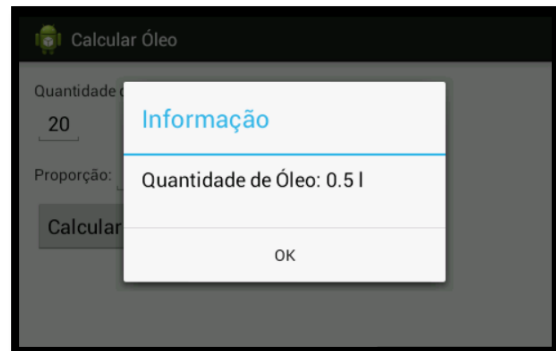 Calcular Óleo
Quantidade
20
Informação
Quantidade de Óleo: 0.5 l
Proporção:
Calcular
OK